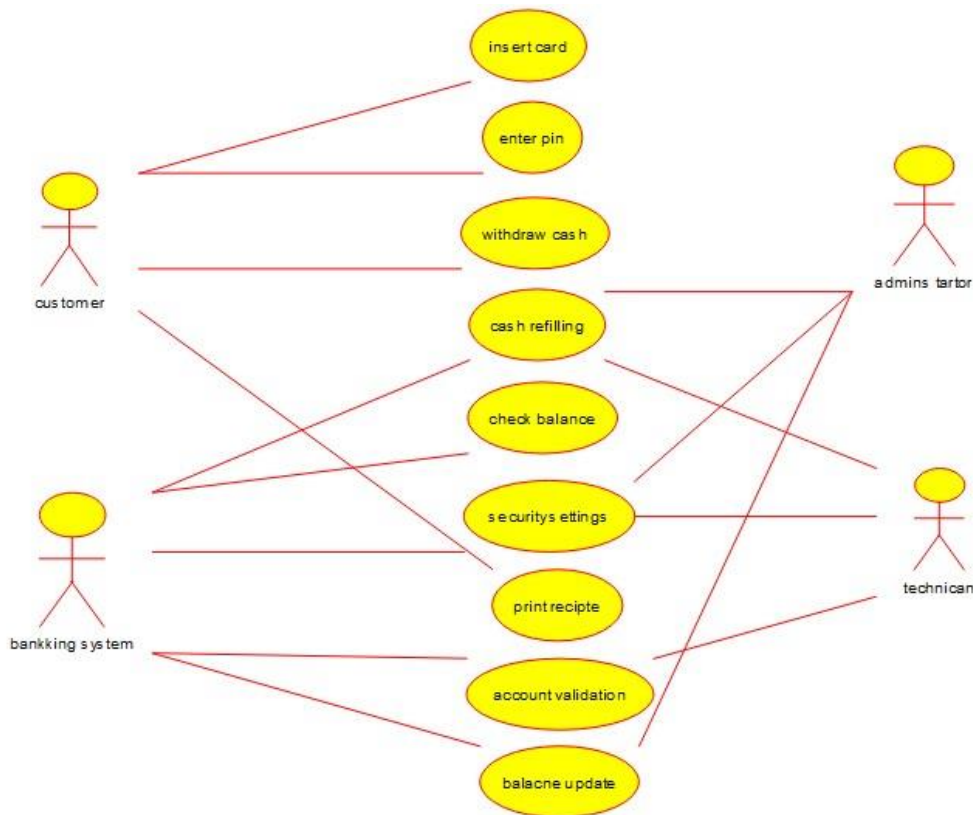 insert card
enter pin
withdraw cash
customer
admins tartor
cash refilling
check balance
securitys ettings
bankking system
technican
print recipte
account validation
balacne update